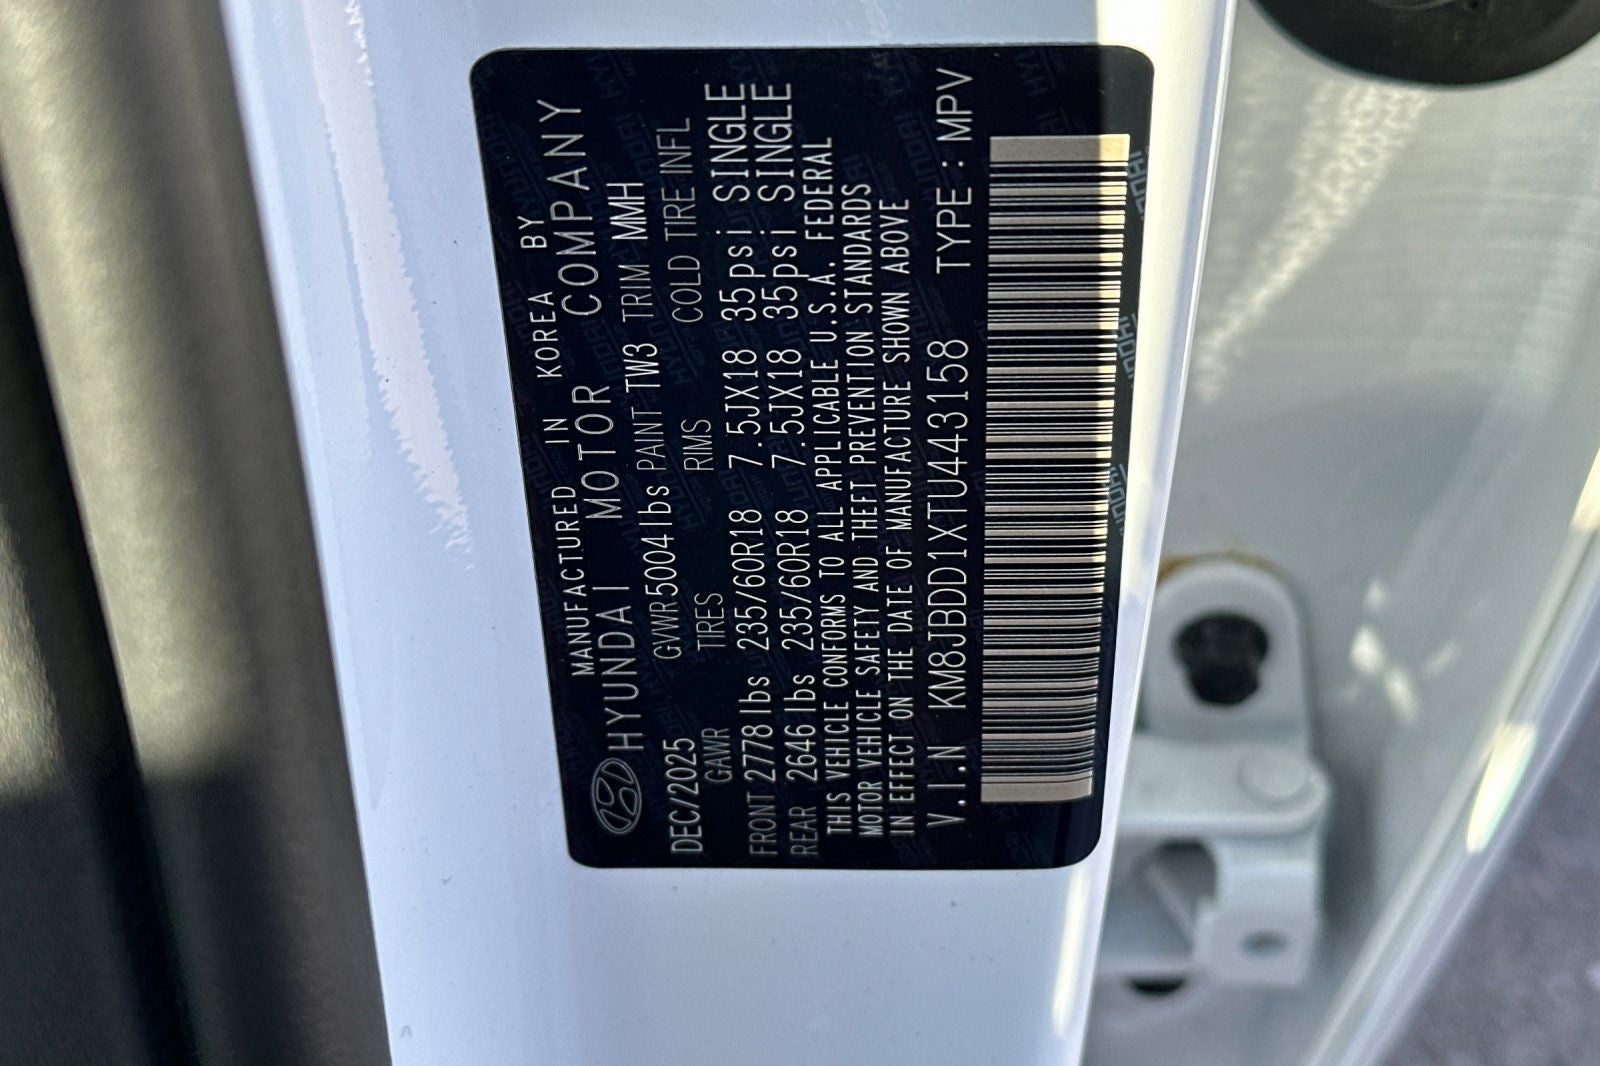 MANUFACTURED IN KOREA BY
HYUNDAI MOTOR COMPANY
DEC/2025 GVWR 5004lbs PAINT TW3 TRIM MMH
GAWR TIRES RIMS COLD TIRE INFL
FRONT 2778lbs 235/60R18 7.5JX18 35psi SINGLE
REAR 2646lbs 235/60R18 7.5JX18 35psi SINGLE
THIS VEHICLE CONFORMS TO ALL APPLICABLE U.S.A. FEDERAL
MOTOR VEHICLE SAFETY AND THEFT PREVENTION STANDARDS
IN EFFECT ON THE DATE OF MANUFACTURE SHOWN ABOVE
V.I.N KM8JBDD1XTU443158 TYPE : MPV